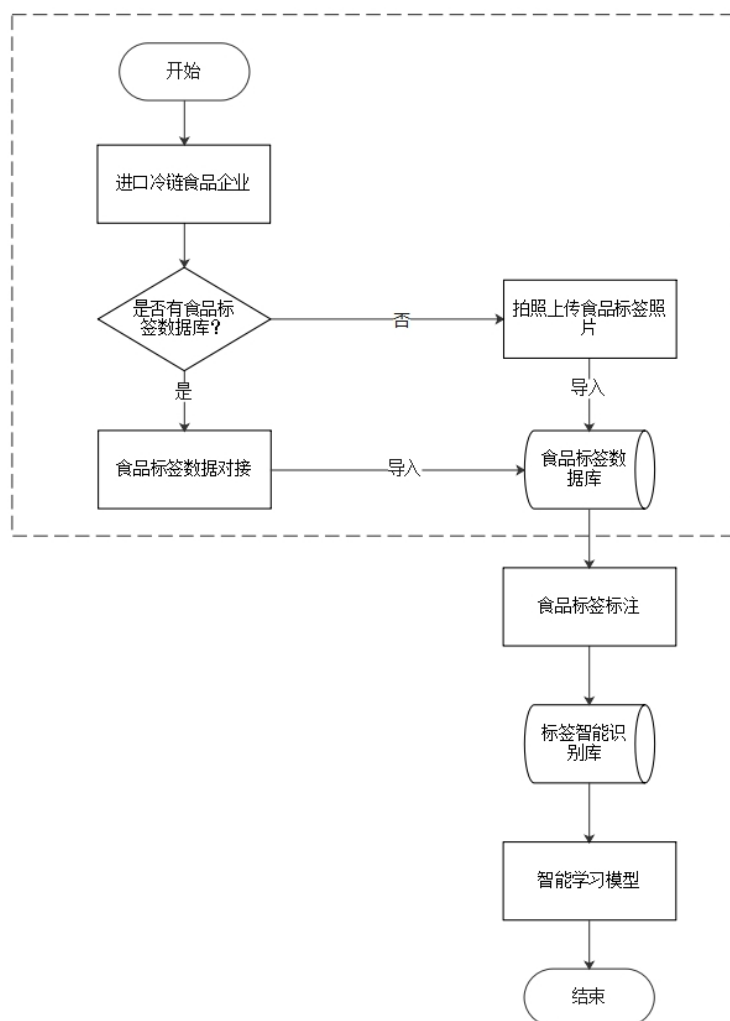 开始
进口冷链食品企业
是否有食品标
签数据库？
否
拍照上传食品标签照
片
是
导入
食品标签数据对接
导入
食品标签数
据库
食品标签标注
标签智能识
别库
智能学习模型
结束